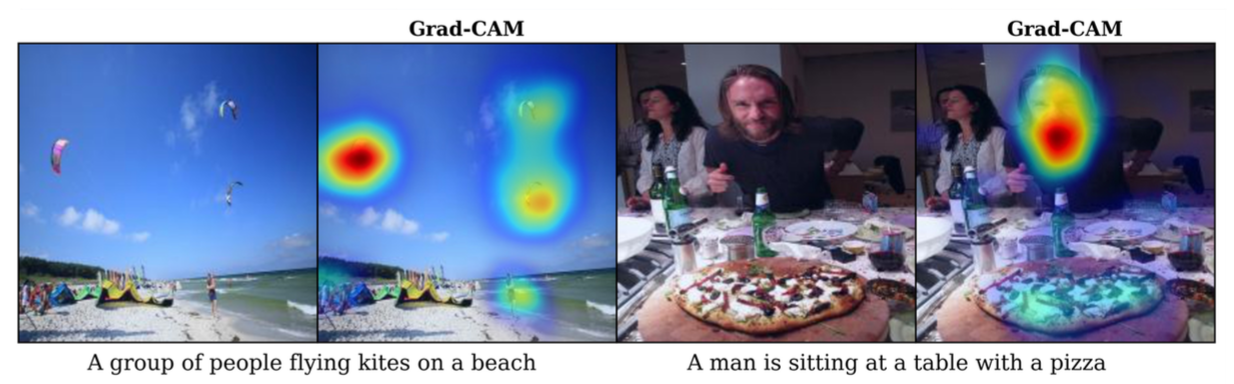 Grad-CAM
Grad-CAM
A group of people flying kites on a beach
A man is sitting at a table with a pizza